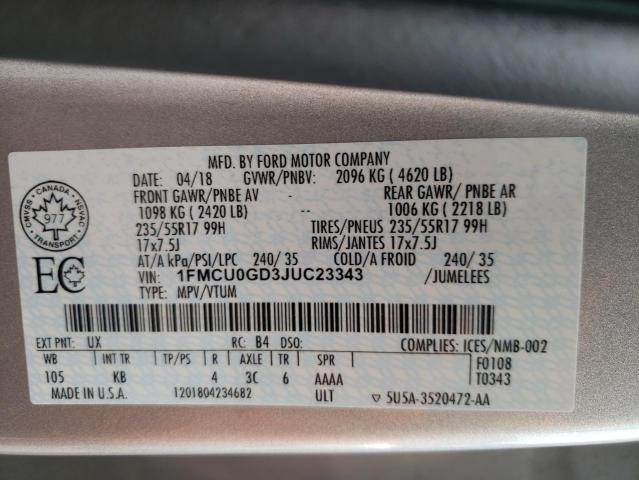 MFD. BY FORD MOTOR COMPANY
DATE: 04/18 GVWR/PNBV: 2096 KG ( 4620 LB)
FRONT GAWR/PNBE AV - REAR GAWR/ PNBE AR
1098 KG ( 2420 LB) -- 1006 KG ( 2218 LB)
235/55R17 99H TIRES/PNEUS 235/55R17 99H
17x7.5J RIMS/JANTES 17x7.5J
AT/A kPa/PSI/LPC 240/ 35 COLD/A FROID 240/ 35
VIN: 1FMCU0GD3JUC23343 /JUMELEES
TYPE: MPV/VTUM
CANADA
CMVSS NSVAC
977
TRANSPORT
EC
EXT PNT: UX RC: B4 DSO: COMPLIES: ICES/NMB-002
WB INT TR TP/PS R AXLE TR SPR F0108
105 KB 4 3C 6 AAAA T0343
MADE IN U.S.A. 1201804234682 ULT ▽ 5U5A-3520472-AA